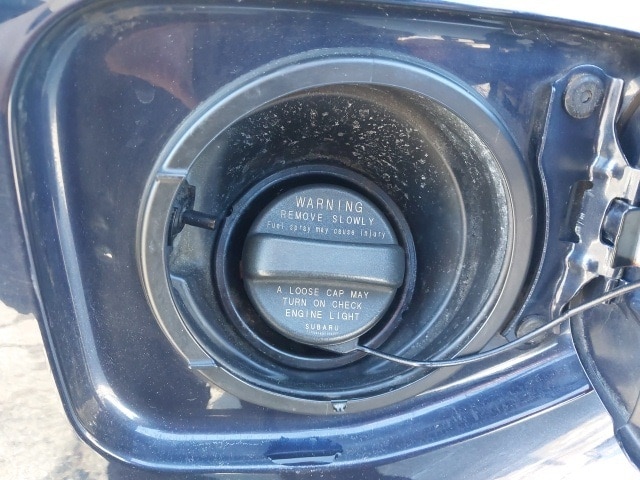 WARNING
REMOVE SLOWLY
Fuel spray may cause injury
A LOOSE CAP MAY
TURN ON CHECK
ENGINE LIGHT
SUBARU